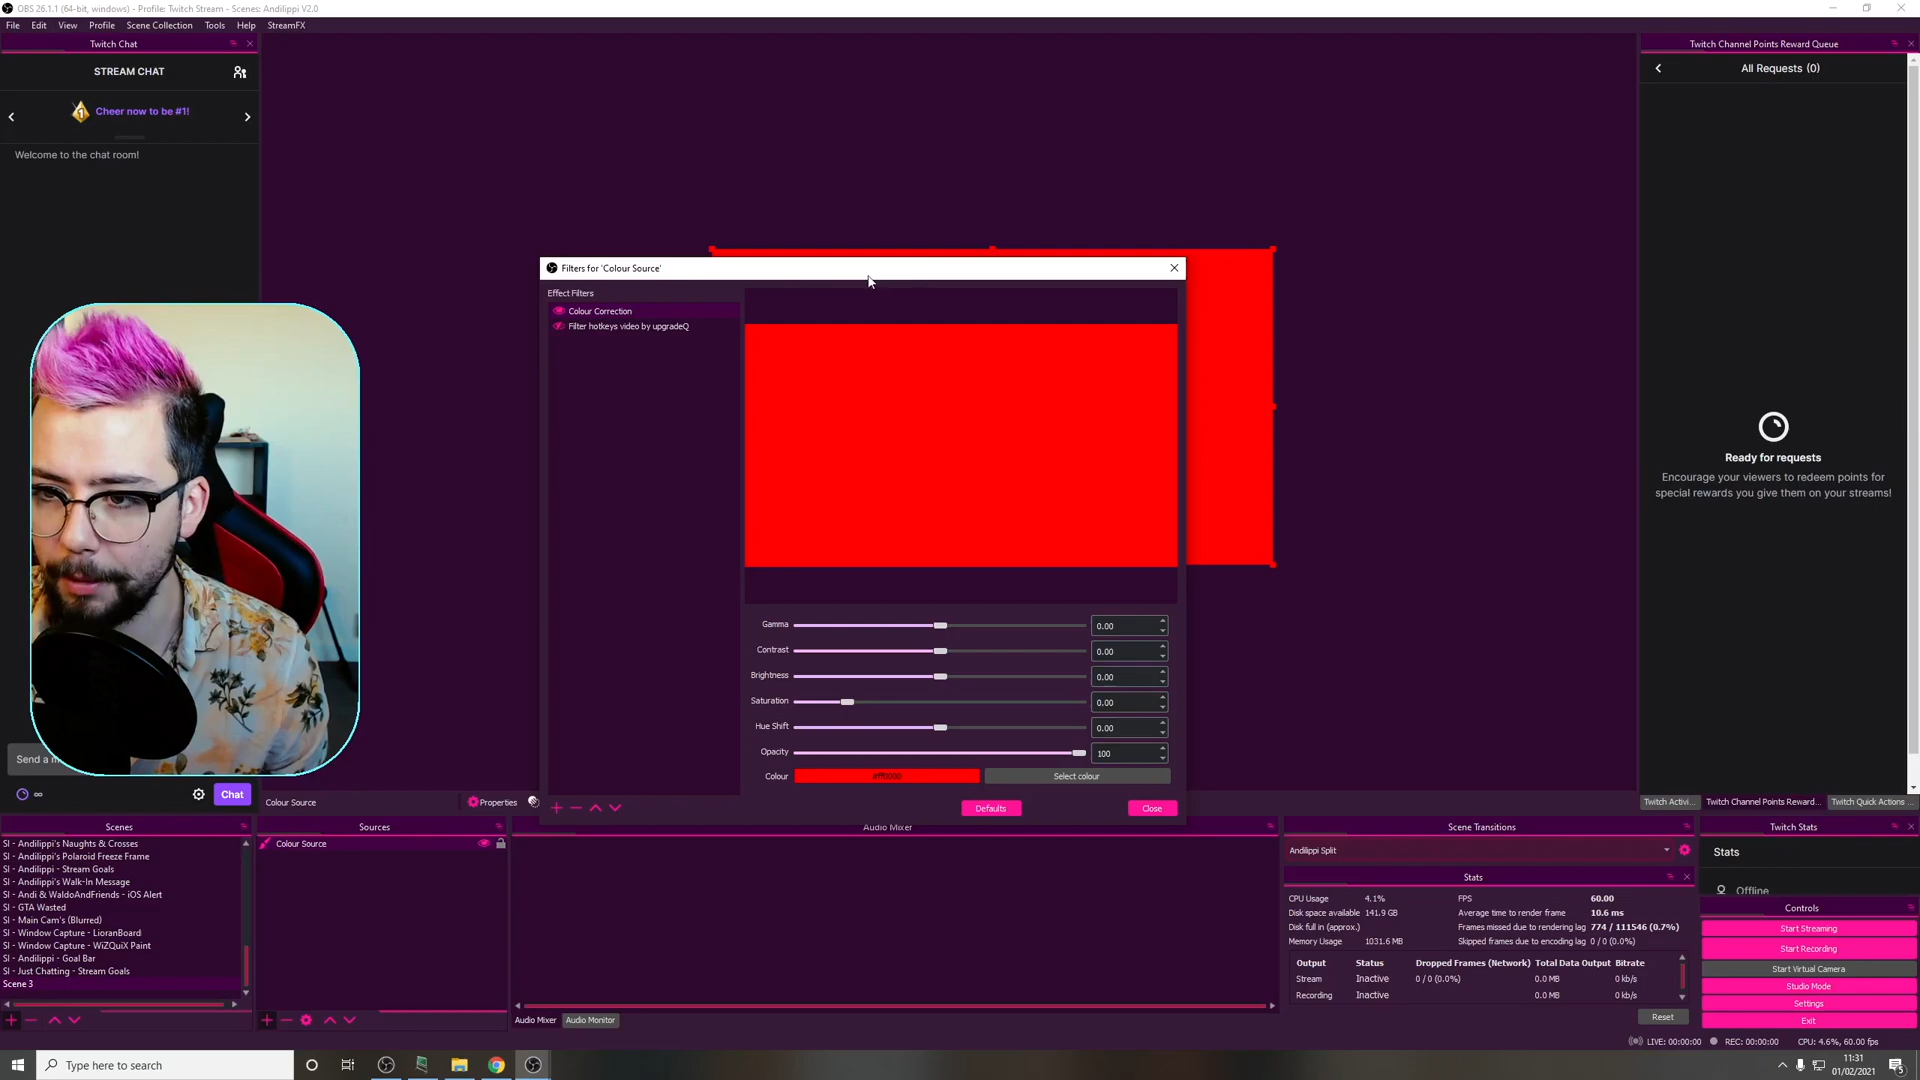 OBS 26.1.1 (64-bit, windows) - Profile: Twitch Stream - Scenes: Andilippi V2.0
File Edit View Profile Scene Collection Tools Help StreamFX
Twitch Chat
STREAM CHAT
Cheer now to be #1!
Welcome to the chat room!
Chat
Twitch Channel Points Reward Queue
All Requests (0)
Ready for requests
Encourage your viewers to redeem points for
special rewards you give them on your streams!
Filters for 'Colour Source'
Effect Filters
Colour Correction
Filter hotkeys video by upgradeQ
Gamma 0.00
Contrast 0.00
Brightness 0.00
Saturation 0.00
Hue Shift 0.00
Opacity 100
Colour Select colour
Defaults Close
Colour Source Properties
Twitch Activi... Twitch Channel Points Reward... Twitch Quick Actions ...
Scenes
SI - Andilippi's Naughts & Crosses
SI - Andilippi's Polaroid Freeze Frame
SI - Andilippi - Stream Goals
SI - Andilippi's Walk-In Message
SI - Andi & WaldoAndFriends - iOS Alert
SI - GTA Wasted
SI - Main Cam's (Blurred)
SI - Window Capture - LioranBoard
SI - Window Capture - WiZQuiX Paint
SI - Andilippi - Goal Bar
SI - Just Chatting - Stream Goals
Scene 3
Sources
Colour Source
Audio Mixer
Audio Mixer Audio Monitor
Scene Transitions
Andilippi Split
Stats
CPU Usage 4.1% FPS 60.00
Disk space available 141.9 GB Average time to render frame 10.6 ms
Disk full in (approx.) Frames missed due to rendering lag 774 / 111546 (0.7%)
Memory Usage 1031.6 MB Skipped frames due to encoding lag 0 / 0 (0.0%)
Output Status Dropped Frames (Network) Total Data Output Bitrate
Stream Inactive 0 / 0 (0.0%) 0.0 MB 0 kb/s
Recording Inactive 0.0 MB 0 kb/s
Reset
Twitch Stats
Stats
Offline
Controls
Start Streaming
Start Recording
Start Virtual Camera
Studio Mode
Settings
Exit
LIVE: 00:00:00 REC: 00:00:00 CPU: 4.6%, 60.00 fps
Type here to search
11:31
01/02/2021